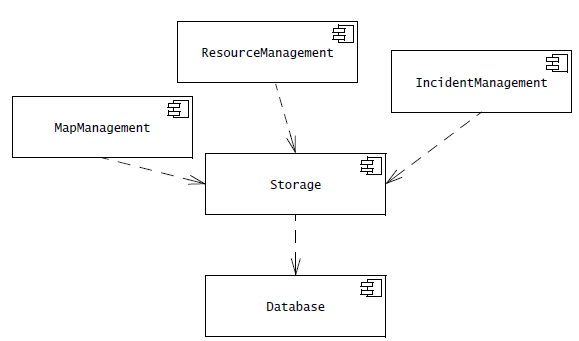 ResourceManagement
IncidentManagement
MapManagement
Storage
Database